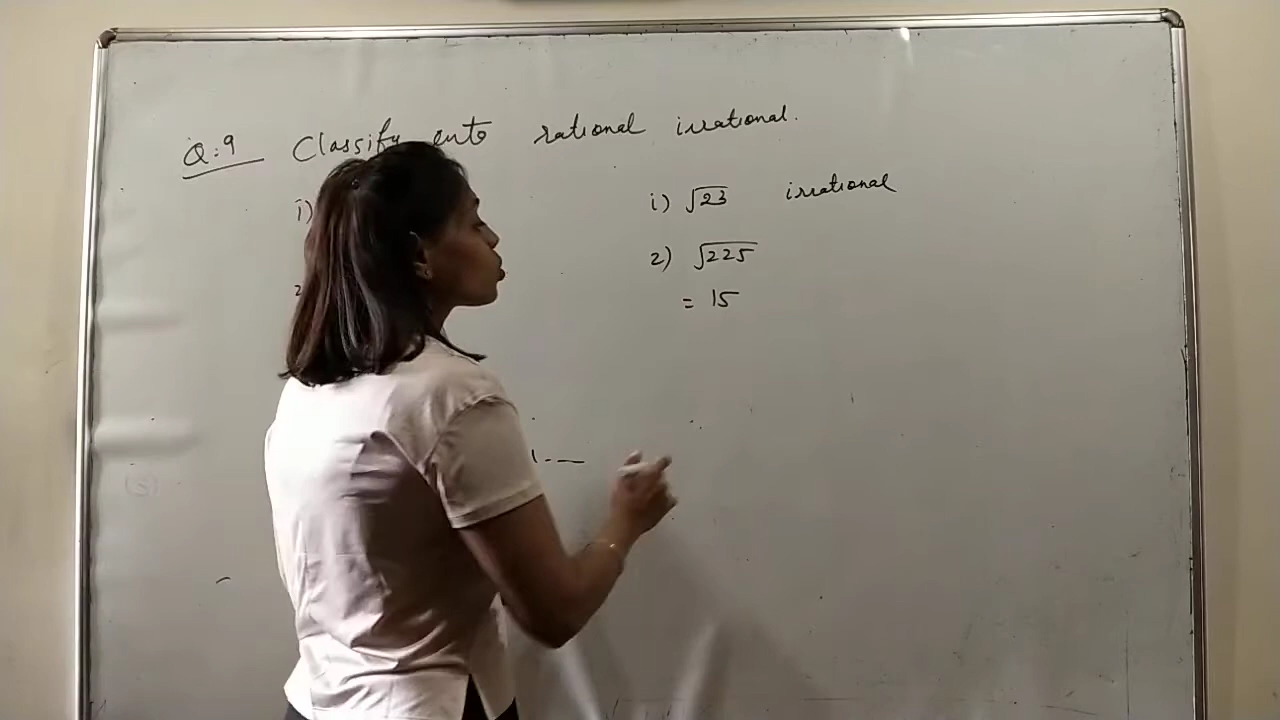 Q:9 Classify into rational irrational.
i)
i) √23 irrational
2) √225
= 15